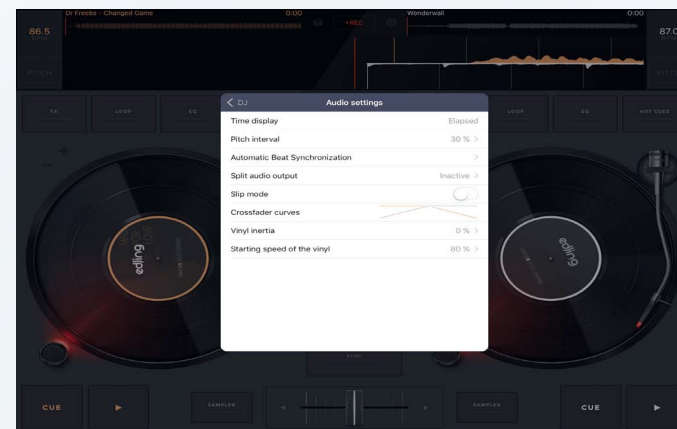 Dr Freebs - Changed Game 0:00
+REC
Wonderwall 0:00
86.5
BPM
87.0
PITCH
FX LOOP EQ
LOOP EQ HOT CUES
DJ Audio settings
Time display Elapsed
Pitch interval 30 %
Automatic Beat Synchronization
Split audio output Inactive
Slip mode
Crossfader curves
Vinyl inertia 0 %
Starting speed of the vinyl 80 %
edjing
edjing
SYNC
CUE
SAMPLER
SAMPLER
CUE